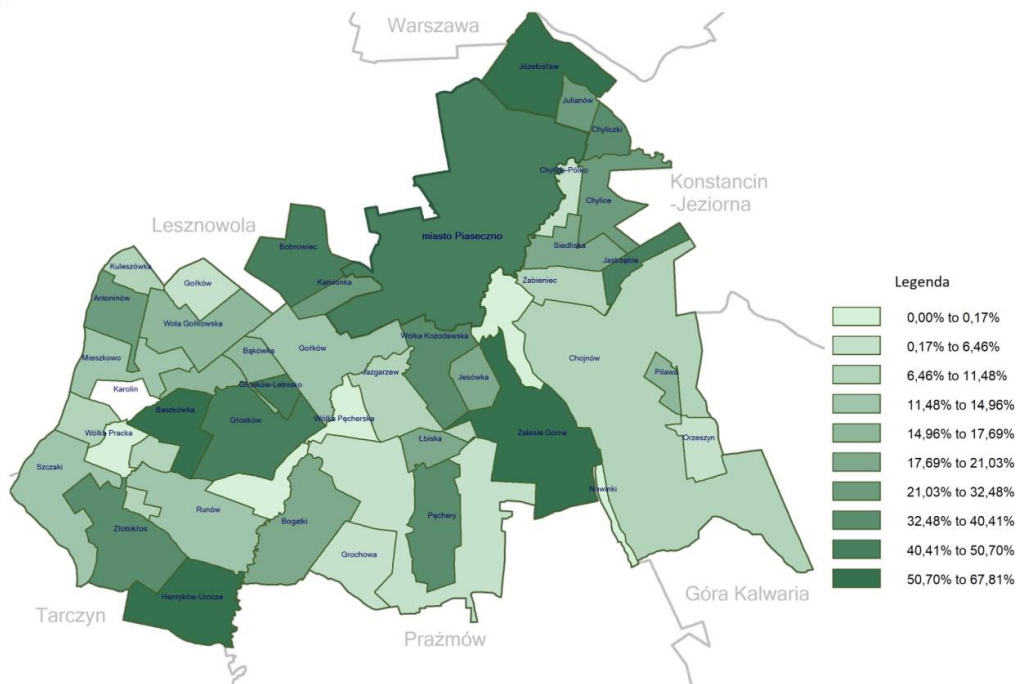 Warszawa
Józefosław
Julianów
Chyliczki
Chylice-Pólko
Konstancin
-Jeziorna
Chylice
Lesznowola
miasto Piaseczno
Siedliska
Bobrowiec
Jastrzębie
Kuleszówka
Kamionka
Żabieniec
Gołków
Antoninów
Legenda
Wola Gołkowska
0,00% to 0,17%
Wólka Kozodawska
Gołków
Bąkówka
0,17% to 6,46%
Mieszkowo
Chojnów
Jazgarzew
Jesówka
Pilawa
6,46% to 11,48%
Głosków-Letnisko
Karolin
11,48% to 14,96%
Baszkówka
Głosków
Wólka Pęcherska
14,96% to 17,69%
Wólka Pracka
Zalesie Górne
Łbiska
Orzeszyn
17,69% to 21,03%
Szczaki
21,03% to 32,48%
Nowinki
Runów
Pęchery
Bogatki
32,48% to 40,41%
Złotokłos
40,41% to 50,70%
Grochowa
50,70% to 67,81%
Henryków-Urocze
Góra Kalwaria
Tarczyn
Prażmów